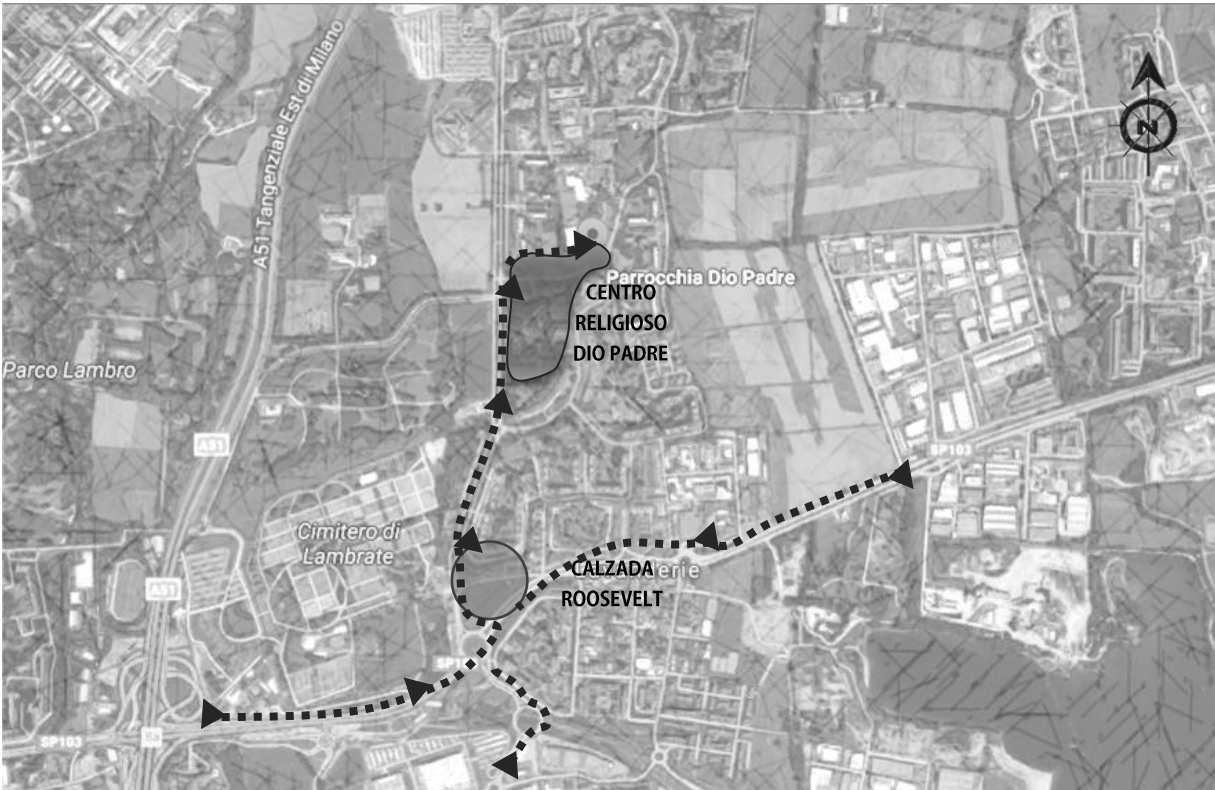 A51 Tangenziale Est di Milano
N
Parrocchia Dio Padre
CENTRO
RELIGIOSO
DIO PADRE
Parco Lambro
A51
SP103
Cimitero di
Lambrate
CALZADA
ROOSEVELT
A51
SP103